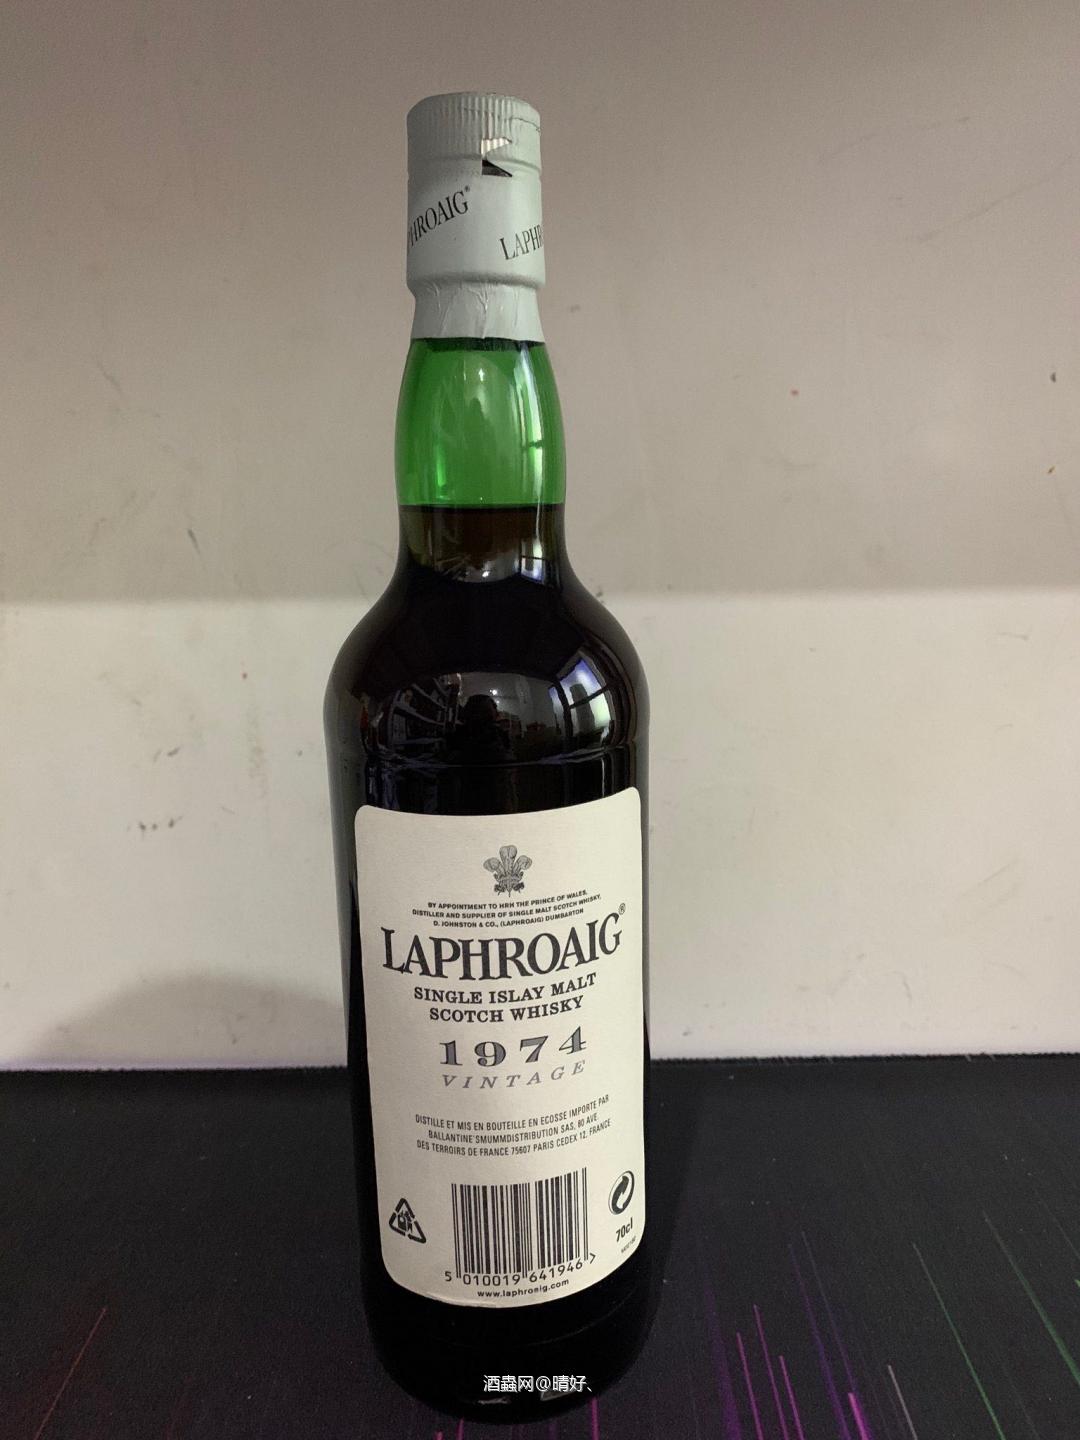 PHROAIG®
LAPHR
BY APPOINTMENT TO HRH THE PRINCE OF WALES,
DISTILLER AND SUPPLIER OF SINGLE MALT SCOTCH WHISKY,
D. JOHNSTON & CO., (LAPHROAIG) DUMBARTON
LAPHROAIG®
SINGLE ISLAY MALT
SCOTCH WHISKY
1974
VINTAGE
DISTILLE ET MIS EN BOUTEILLE EN ECOSSE IMPORTE PAR
BALLANTINE'SMUMMDISTRIBUTION SAS, 80 AVE
DES TERROIRS DE FRANCE 75607 PARIS CEDEX 12, FRANCE
70cl
5 010019 641946 >
www.laphroaig.com
酒蟲网@晴好、